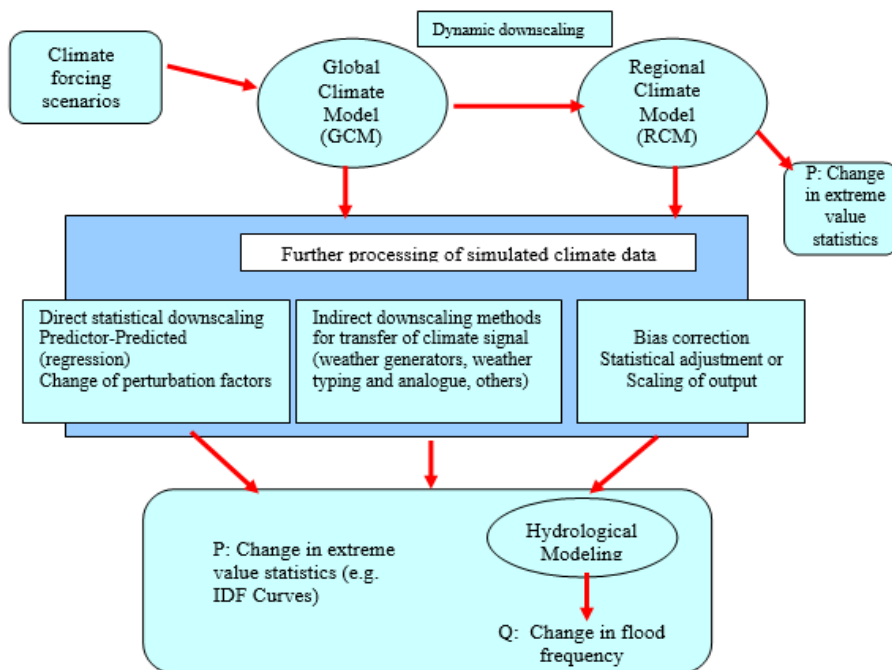 Dynamic downscaling
Climate
forcing
scenarios
Global
Climate
Model
(GCM)
Regional
Climate
Model
(RCM)
P: Change
in extreme
value
statistics
Further processing of simulated climate data
Direct statistical downscaling
Predictor-Predicted
(regression)
Change of perturbation factors
Indirect downscaling methods
for transfer of climate signal
(weather generators, weather
typing and analogue, others)
Bias correction
Statistical adjustment or
Scaling of output
P: Change in extreme
value statistics (e.g.
IDF Curves)
Hydrological
Modeling
Q: Change in flood
frequency